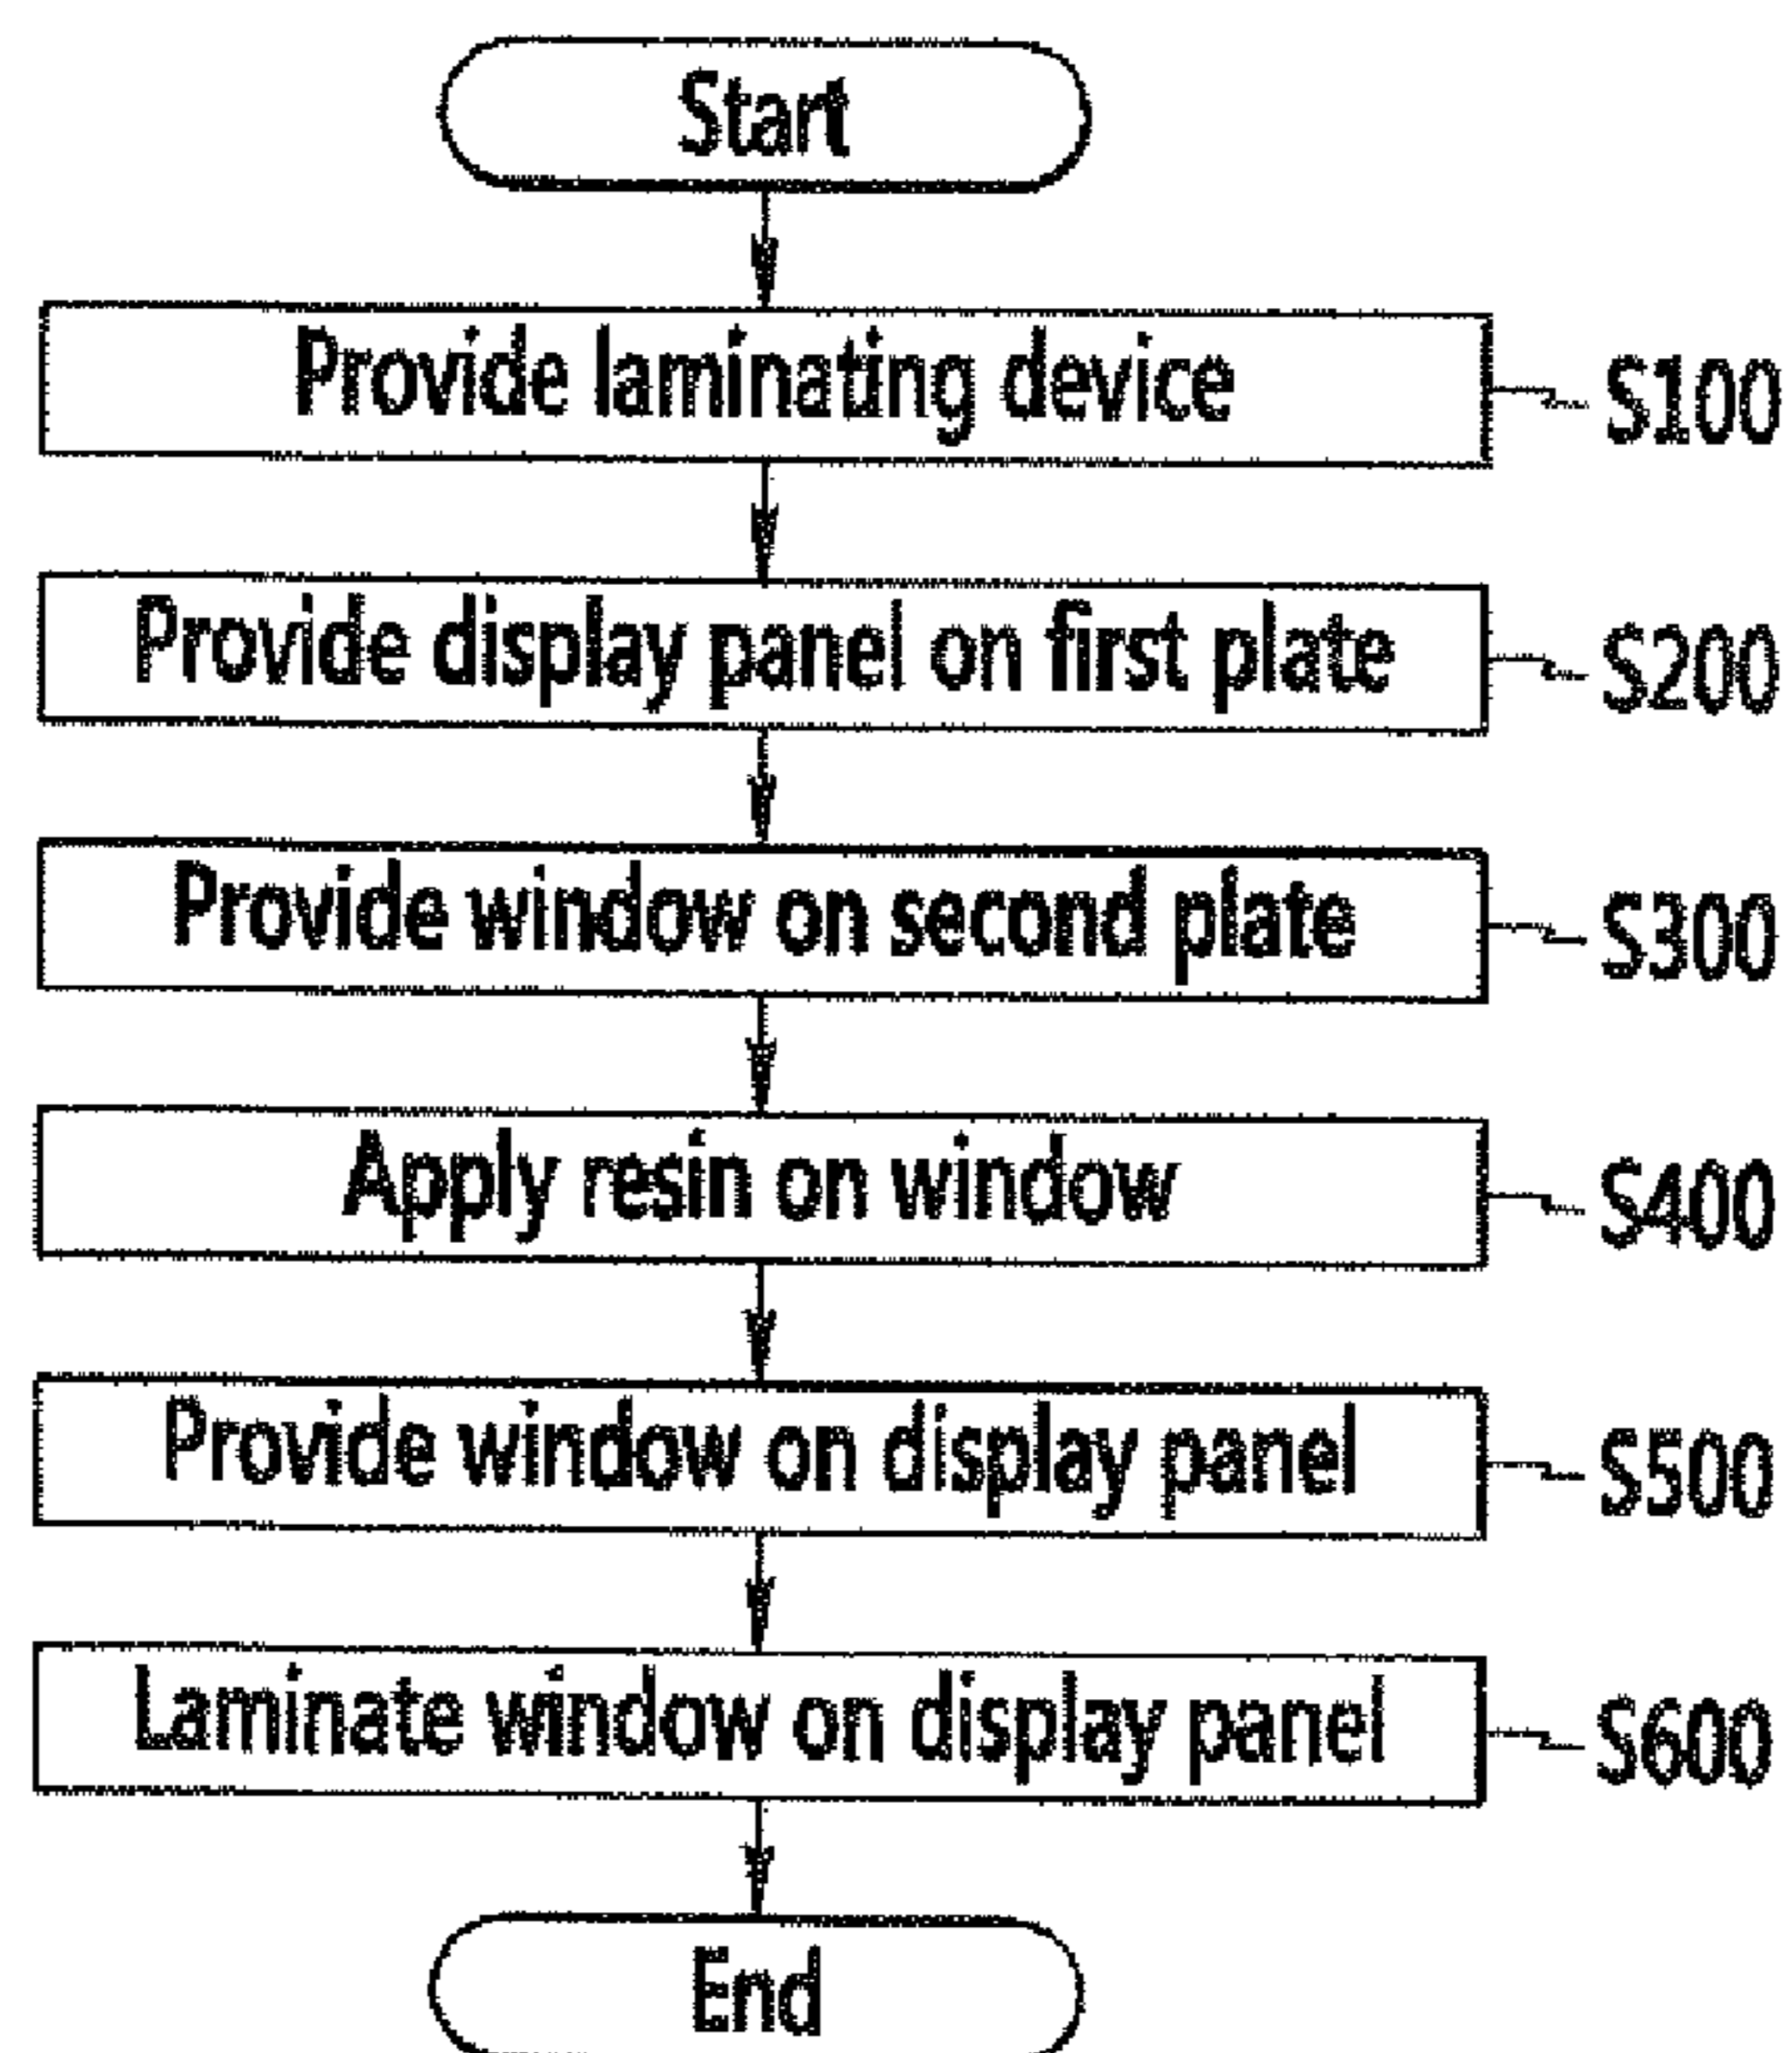 Start
Provide laminating device
S100
Provide display panel on first plate
S200
Provide window on second plate
S300
Apply resin on window
S400
Provide window on display panel
S500
Laminate window on display panel
S600
End